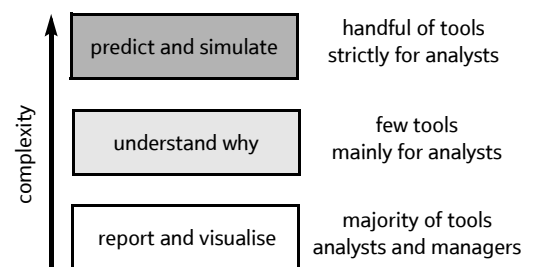 predict and simulate
handful of tools
strictly for analysts
understand why
few tools
mainly for analysts
report and visualise
majority of tools
analysts and managers
complexity